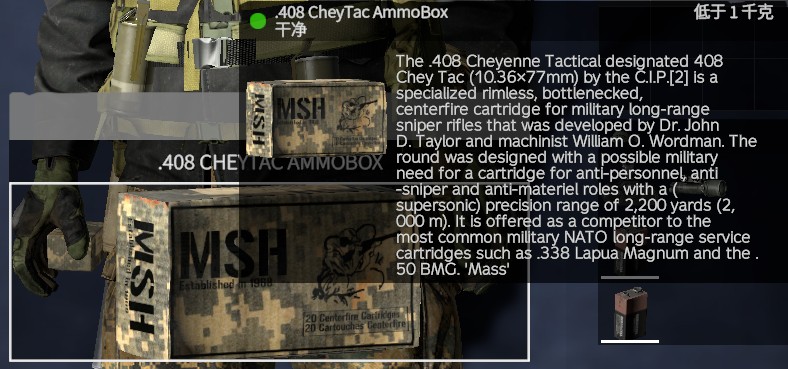 .408 CheyTac AmmoBox
干净
低于 1 千克
The .408 Cheyenne Tactical designated 408
Chey Tac (10.36×77mm) by the C.I.P.[2] is a
specialized rimless, bottlenecked,
centerfire cartridge for military long-range
sniper rifles that was developed by Dr. John
D. Taylor and machinist William O. Wordman. The
round was designed with a possible military
need for a cartridge for anti-personnel, anti
-sniper and anti-materiel roles with a (
supersonic) precision range of 2,200 yards (2,
000 m). It is offered as a competitor to the
most common military NATO long-range service
cartridges such as .338 Lapua Magnum and the .
50 BMG. 'Mass'
MSH
MSH
.408 CHEYTAC AMMOBOX
MSH
MSH
Established in 1968
20 Centerfire Cartridges
20 Cartouches Centerfire